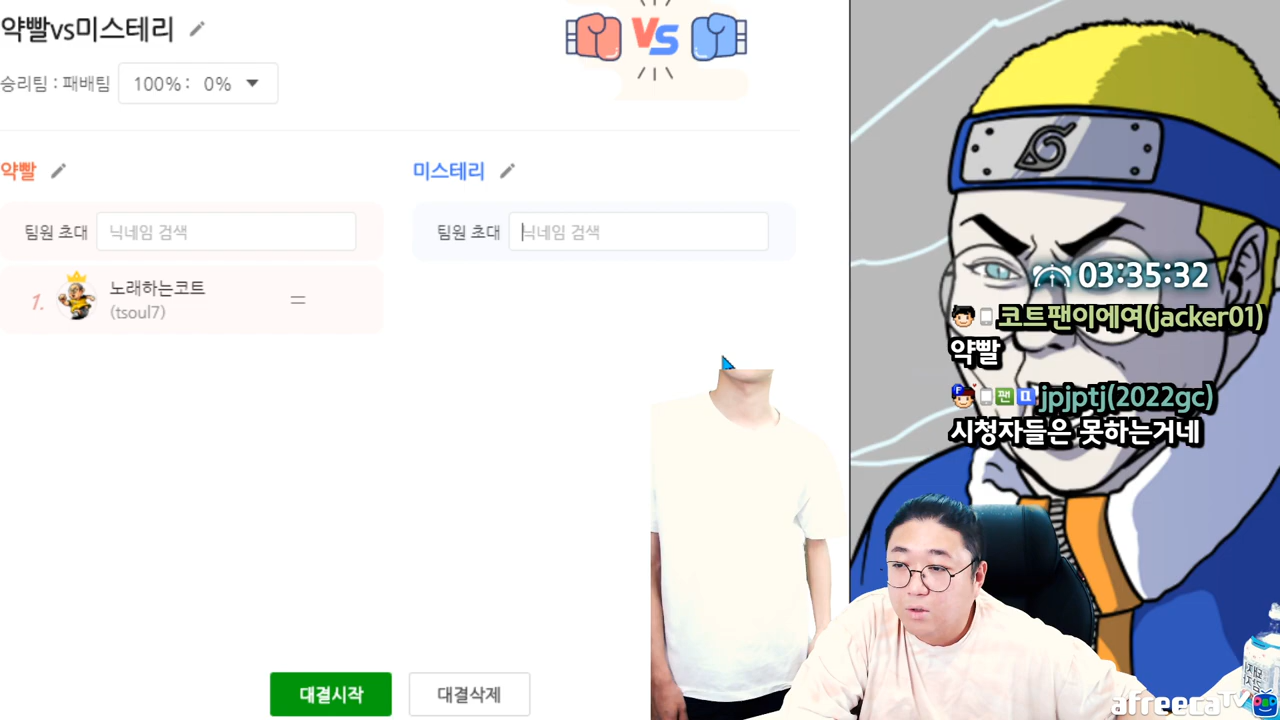 약빨vs미스테리
VS
승리팀 : 패배팀
100% : 0%
약빨
미스테리
팀원 초대
닉네임 검색
팀원 초대
닉네임 검색
1.
노래하는코트
(tsoul7)
03:35:32
코트팬이에여(jacker01)
약빨
F
팬
jpjptj(2022gc)
시청자들은 못하는거네
대결시작
대결삭제
afreecaTV